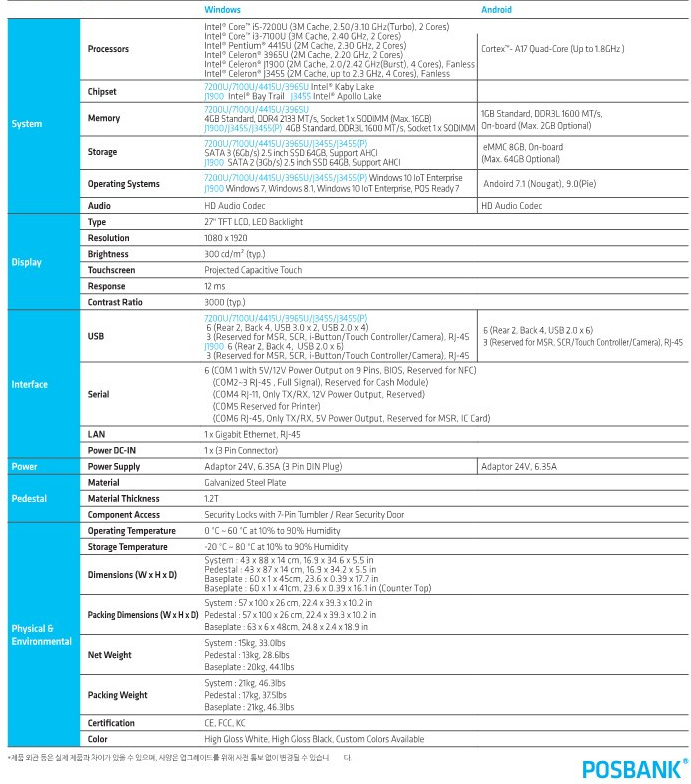 Windows Android
System
Processors
Intel® Core™ i5-7200U (3M Cache, 2.50/3.10 GHz(Turbo), 2 Cores)
Intel® Core™ i3-7100U (3M Cache, 2.40 GHz, 2 Cores)
Intel® Pentium® 4415U (2M Cache, 2.30 GHz, 2 Cores)
Intel® Celeron® 3965U (2M Cache, 2.20 GHz, 2 Cores)
Intel® Celeron® J1900 (2M Cache, 2.0/2.42 GHz(Burst), 4 Cores), Fanless
Intel® Celeron® J3455 (2M Cache, up to 2.3 GHz, 4 Cores), Fanless
Cortex™- A17 Quad-Core (Up to 1.8GHz )
Chipset
7200U/7100U/4415U/3965U Intel® Kaby Lake
J1900 Intel® Bay Trail J3455 Intel® Apollo Lake
Memory
7200U/7100U/4415U/3965U
4GB Standard, DDR4 2133 MT/s, Socket 1 x SODIMM (Max. 16GB)
J1900/J3455/J3455(P) 4GB Standard, DDR3L 1600 MT/s, Socket 1 x SODIMM
1GB Standard, DDR3L 1600 MT/s,
On-board (Max. 2GB Optional)
Storage
7200U/7100U/4415U/3965U/J3455/J3455(P)
SATA 3 (6Gb/s) 2.5 inch SSD 64GB, Support AHCI
J1900 SATA 2 (3Gb/s) 2.5 inch SSD 64GB, Support AHCI
eMMC 8GB, On-board
(Max. 64GB Optional)
Operating Systems
7200U/7100U/4415U/3965U/J3455/J3455(P) Windows 10 IoT Enterprise
J1900 Windows 7, Windows 8.1, Windows 10 IoT Enterprise, POS Ready 7
Andoird 7.1 (Nougat), 9.0(Pie)
Audio HD Audio Codec HD Audio Codec
Display
Type 27" TFT LCD, LED Backlight
Resolution 1080 x 1920
Brightness 300 cd/m² (typ.)
Touchscreen Projected Capacitive Touch
Response 12 ms
Contrast Ratio 3000 (typ.)
Interface
USB
7200U/7100U/4415U/3965U/J3455/J3455(P)
6 (Rear 2, Back 4, USB 3.0 x 2, USB 2.0 x 4)
3 (Reserved for MSR, SCR, i-Button/Touch Controller/Camera), RJ-45
J1900 6 (Rear 2, Back 4, USB 2.0 x 6)
3 (Reserved for MSR, SCR, i-Button/Touch Controller/Camera), RJ-45
6 (Rear 2, Back 4, USB 2.0 x 6)
3 (Reserved for MSR, SCR/Touch Controller/Camera), RJ-45
Serial
6 (COM 1 with 5V/12V Power Output on 9 Pins, BIOS, Reserved for NFC)
(COM2~3 RJ-45 , Full Signal), Reserved for Cash Module)
(COM4 RJ-11, Only TX/RX, 12V Power Output, Reserved)
(COM5 Reserved for Printer)
(COM6 RJ-45, Only TX/RX, 5V Power Output, Reserved for MSR, IC Card)
LAN 1 x Gigabit Ethernet, RJ-45
Power DC-IN 1 x (3 Pin Connector)
Power
Power Supply Adaptor 24V, 6.35A (3 Pin DIN Plug) Adaptor 24V, 6.35A
Pedestal
Material Galvanized Steel Plate
Material Thickness 1.2T
Component Access Security Locks with 7-Pin Tumbler / Rear Security Door
Physical &
Environmental
Operating Temperature 0 °C ~ 60 °C at 10% to 90% Humidity
Storage Temperature -20 °C ~ 80 °C at 10% to 90% Humidity
Dimensions (W x H x D)
System : 43 x 88 x 14 cm, 16.9 x 34.6 x 5.5 in
Pedestal : 43 x 87 x 14 cm, 16.9 x 34.2 x 5.5 in
Baseplate : 60 x 1 x 45cm, 23.6 x 0.39 x 17.7 in
Baseplate : 60 x 1 x 41cm, 23.6 x 0.39 x 16.1 in (Counter Top)
Packing Dimensions (W x H x D)
System : 57 x 100 x 26 cm, 22.4 x 39.3 x 10.2 in
Pedestal : 57 x 100 x 26 cm, 22.4 x 39.3 x 10.2 in
Baseplate : 63 x 6 x 48cm, 24.8 x 2.4 x 18.9 in
Net Weight
System : 15kg, 33.0lbs
Pedestal : 13kg, 28.6lbs
Baseplate : 20kg, 44.1lbs
Packing Weight
System : 21kg, 46.3lbs
Pedestal : 17kg, 37.5lbs
Baseplate : 21kg, 46.3lbs
Certification CE, FCC, KC
Color High Gloss White, High Gloss Black, Custom Colors Available
*제품 외관 등은 실제 제품과 차이가 있을 수 있으며, 사양은 업그레이드를 위해 사전 통보 없이 변경될 수 있습니 다.
POSBANK®